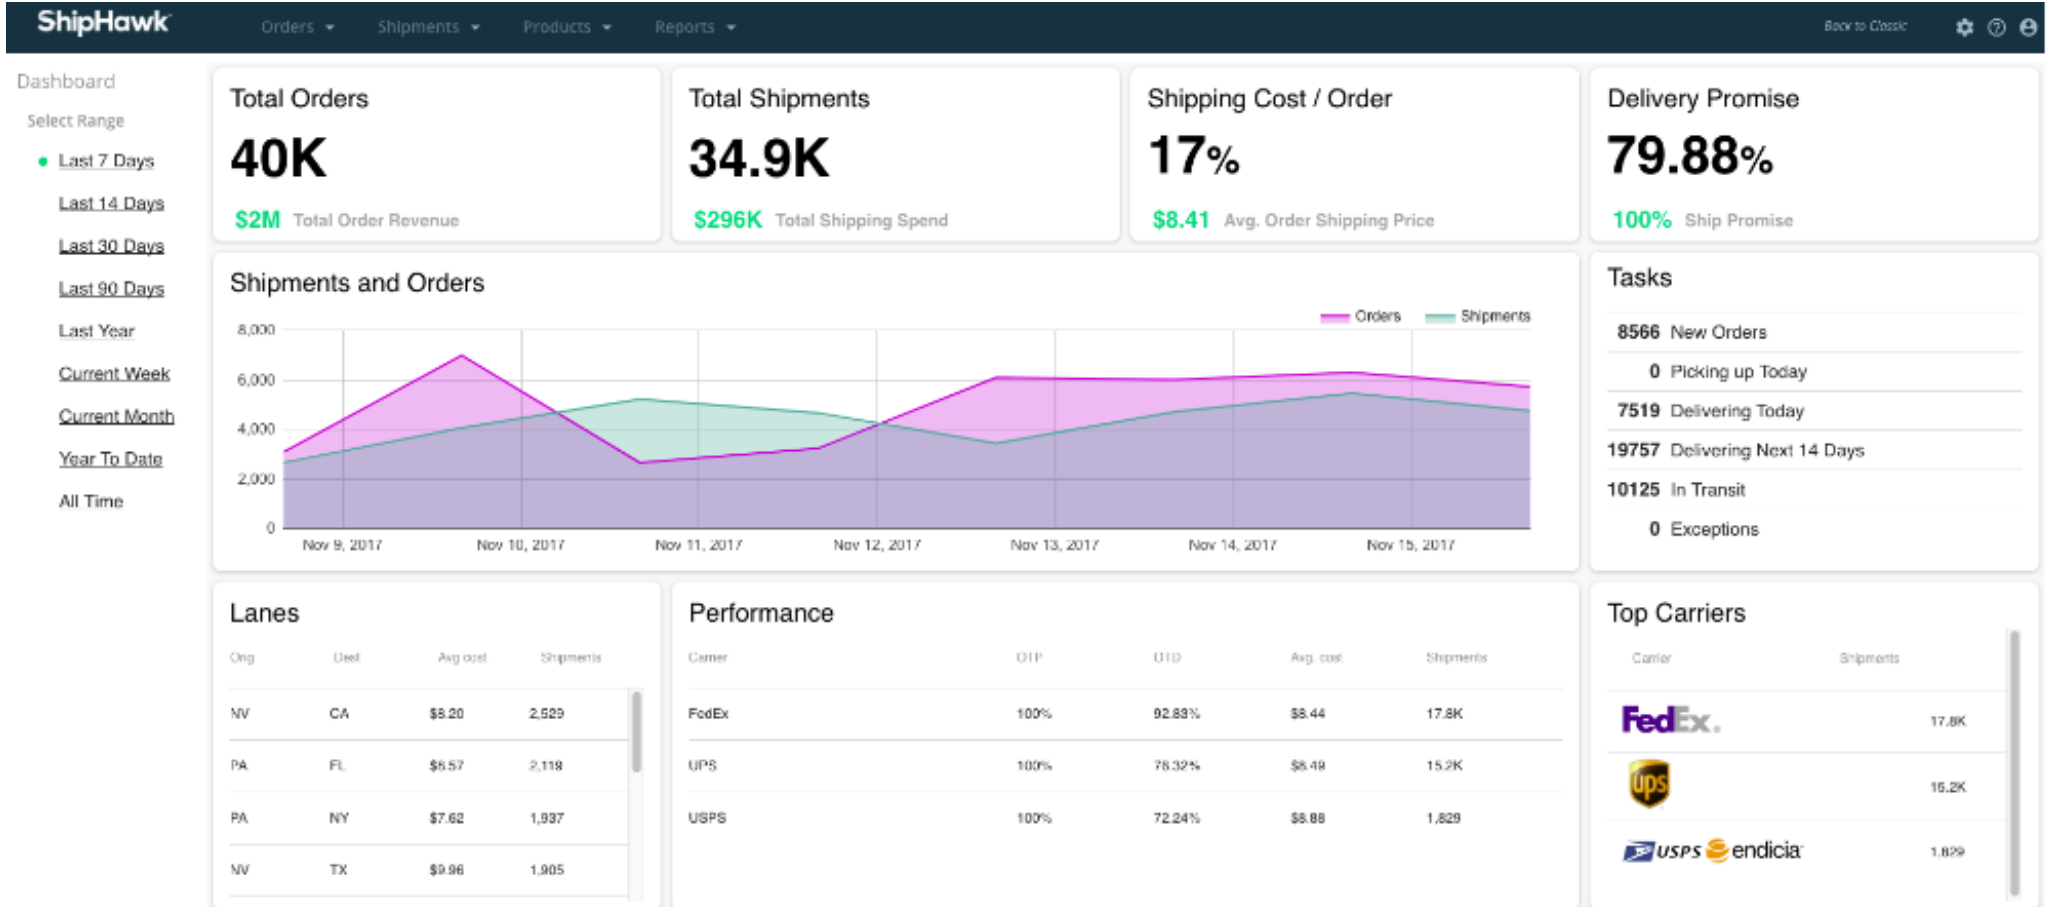 ShipHawk Orders Shipments Products Reports Back to Classic
Dashboard
Select Range
Last 7 Days
Last 14 Days
Last 30 Days
Last 90 Days
Last Year
Current Week
Current Month
Year To Date
All Time
Total Orders
40K
$2M Total Order Revenue
Total Shipments
34.9K
$296K Total Shipping Spend
Shipping Cost / Order
17%
$8.41 Avg. Order Shipping Price
Delivery Promise
79.88%
100% Ship Promise
Shipments and Orders
Orders Shipments
8,000
6,000
4,000
2,000
0
Nov 9, 2017 Nov 10, 2017 Nov 11, 2017 Nov 12, 2017 Nov 13, 2017 Nov 14, 2017 Nov 15, 2017
Tasks
8566 New Orders
0 Picking up Today
7519 Delivering Today
19757 Delivering Next 14 Days
10125 In Transit
0 Exceptions
Lanes
Orig Dest Avg cost Shipments
NV CA $8.20 2,529
PA FL $8.57 2,118
PA NY $7.62 1,937
NV TX $9.96 1,905
Performance
Carrier OTP OTD Avg. cost Shipments
FedEx 100% 92.83% $8.44 17.8K
UPS 100% 76.32% $8.49 15.2K
USPS 100% 72.24% $8.88 1,829
Top Carriers
Carrier Shipments
FedEx. 17.8K
ups 15.2K
USPS endicia 1,829